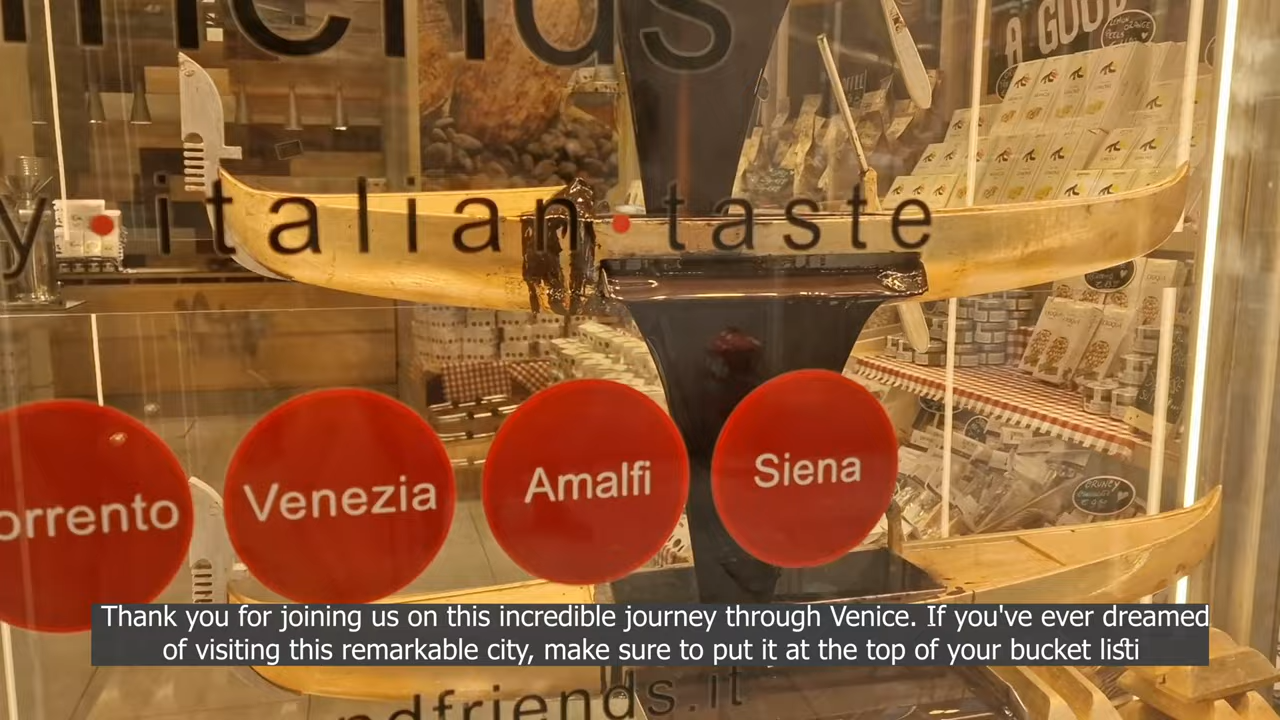 friends
A GOOD
y • italian • taste
orrento
Venezia
Amalfi
Siena
Thank you for joining us on this incredible journey through Venice. If you've ever dreamed
of visiting this remarkable city, make sure to put it at the top of your bucket listi
ndfriends.it